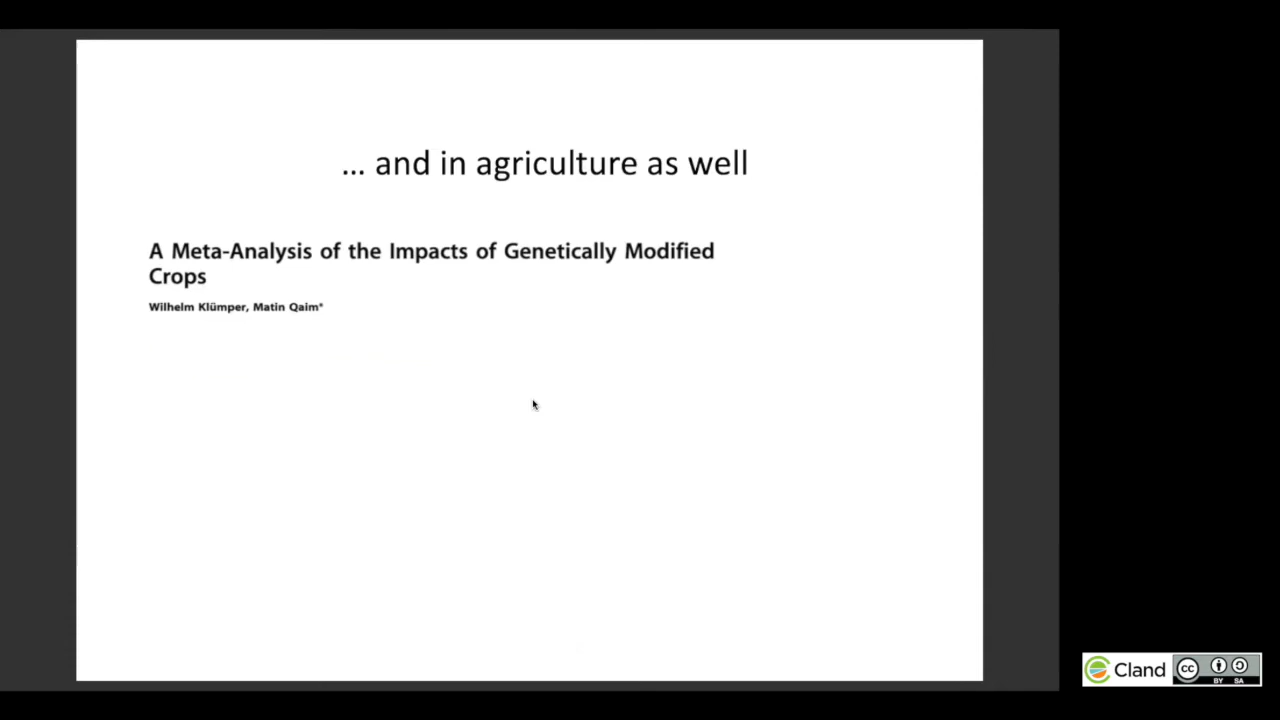 ... and in agriculture as well
A Meta-Analysis of the Impacts of Genetically Modified
Crops
Wilhelm Klümper, Matin Qaim*
Cland
cc
BY SA